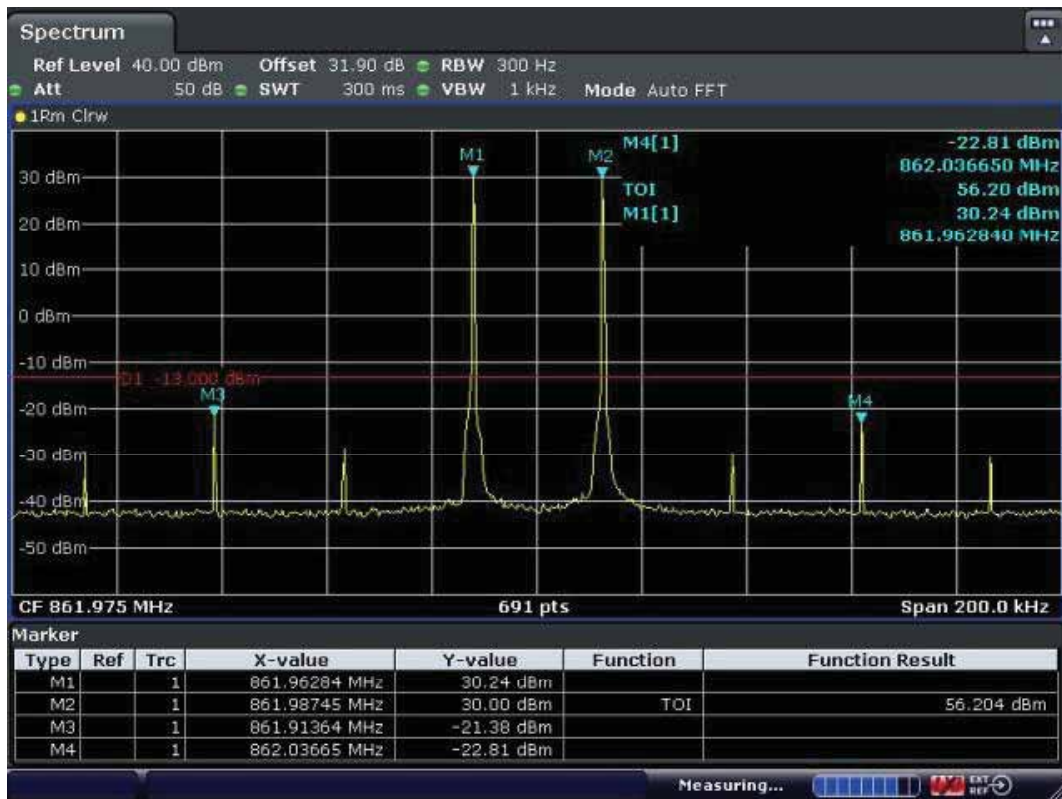 Spectrum
Ref Level 40.00 dBm Offset 31.90 dB RBW 300 Hz
Att 50 dB SWT 300 ms VBW 1 kHz Mode Auto FFT
1Rm Clrw
M1 M2 M4[1] -22.81 dBm
862.036650 MHz
30 dBm
TOI 56.20 dBm
M1[1] 30.24 dBm
20 dBm
861.962840 MHz
10 dBm
0 dBm
-10 dBm
D1 -13.000 dBm
M3 M4
-20 dBm
-30 dBm
-40 dBm
-50 dBm
CF 861.975 MHz 691 pts Span 200.0 kHz
Marker
Type Ref Trc X-value Y-value Function Function Result
M1 1 861.96284 MHz 30.24 dBm
M2 1 861.98745 MHz 30.00 dBm TOI 56.204 dBm
M3 1 861.91364 MHz -21.38 dBm
M4 1 862.03665 MHz -22.81 dBm
Measuring... EXT REF